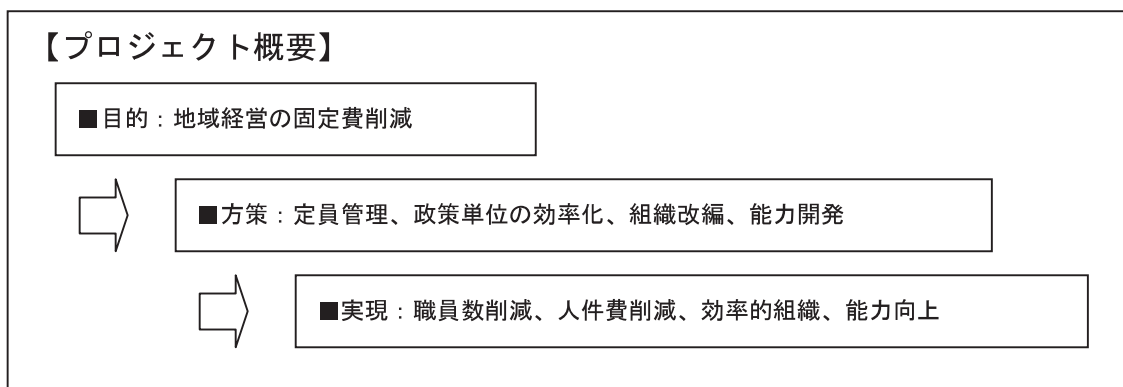 【プロジェクト概要】
■目的：地域経営の固定費削減
■方策：定員管理、政策単位の効率化、組織改編、能力開発
■実現：職員数削減、人件費削減、効率的組織、能力向上